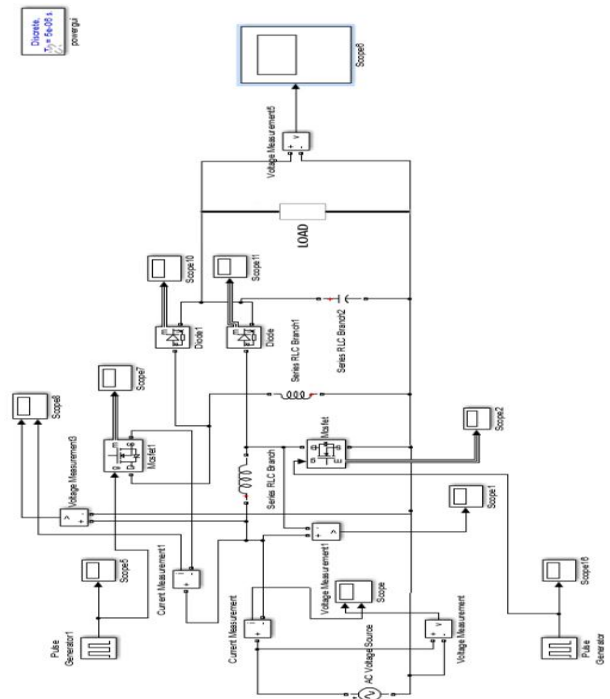 Discrete,
Ts = 5e-06 s.
powergui
Scope6
Voltage Measurement5
LOAD
Scope10
Scope11
Diode1
Diode
Series RLC Branch1
Series RLC Branch2
Scope8
Scope7
Voltage Measurement3
Mosfet1
Series RLC Branch
Mosfet
Scope2
Scope5
Current Measurement1
Voltage Measurement1
Scope1
Pulse
Generator1
Current Measurement
Scope
AC Voltage Source
Voltage Measurement
Scope16
Pulse
Generator